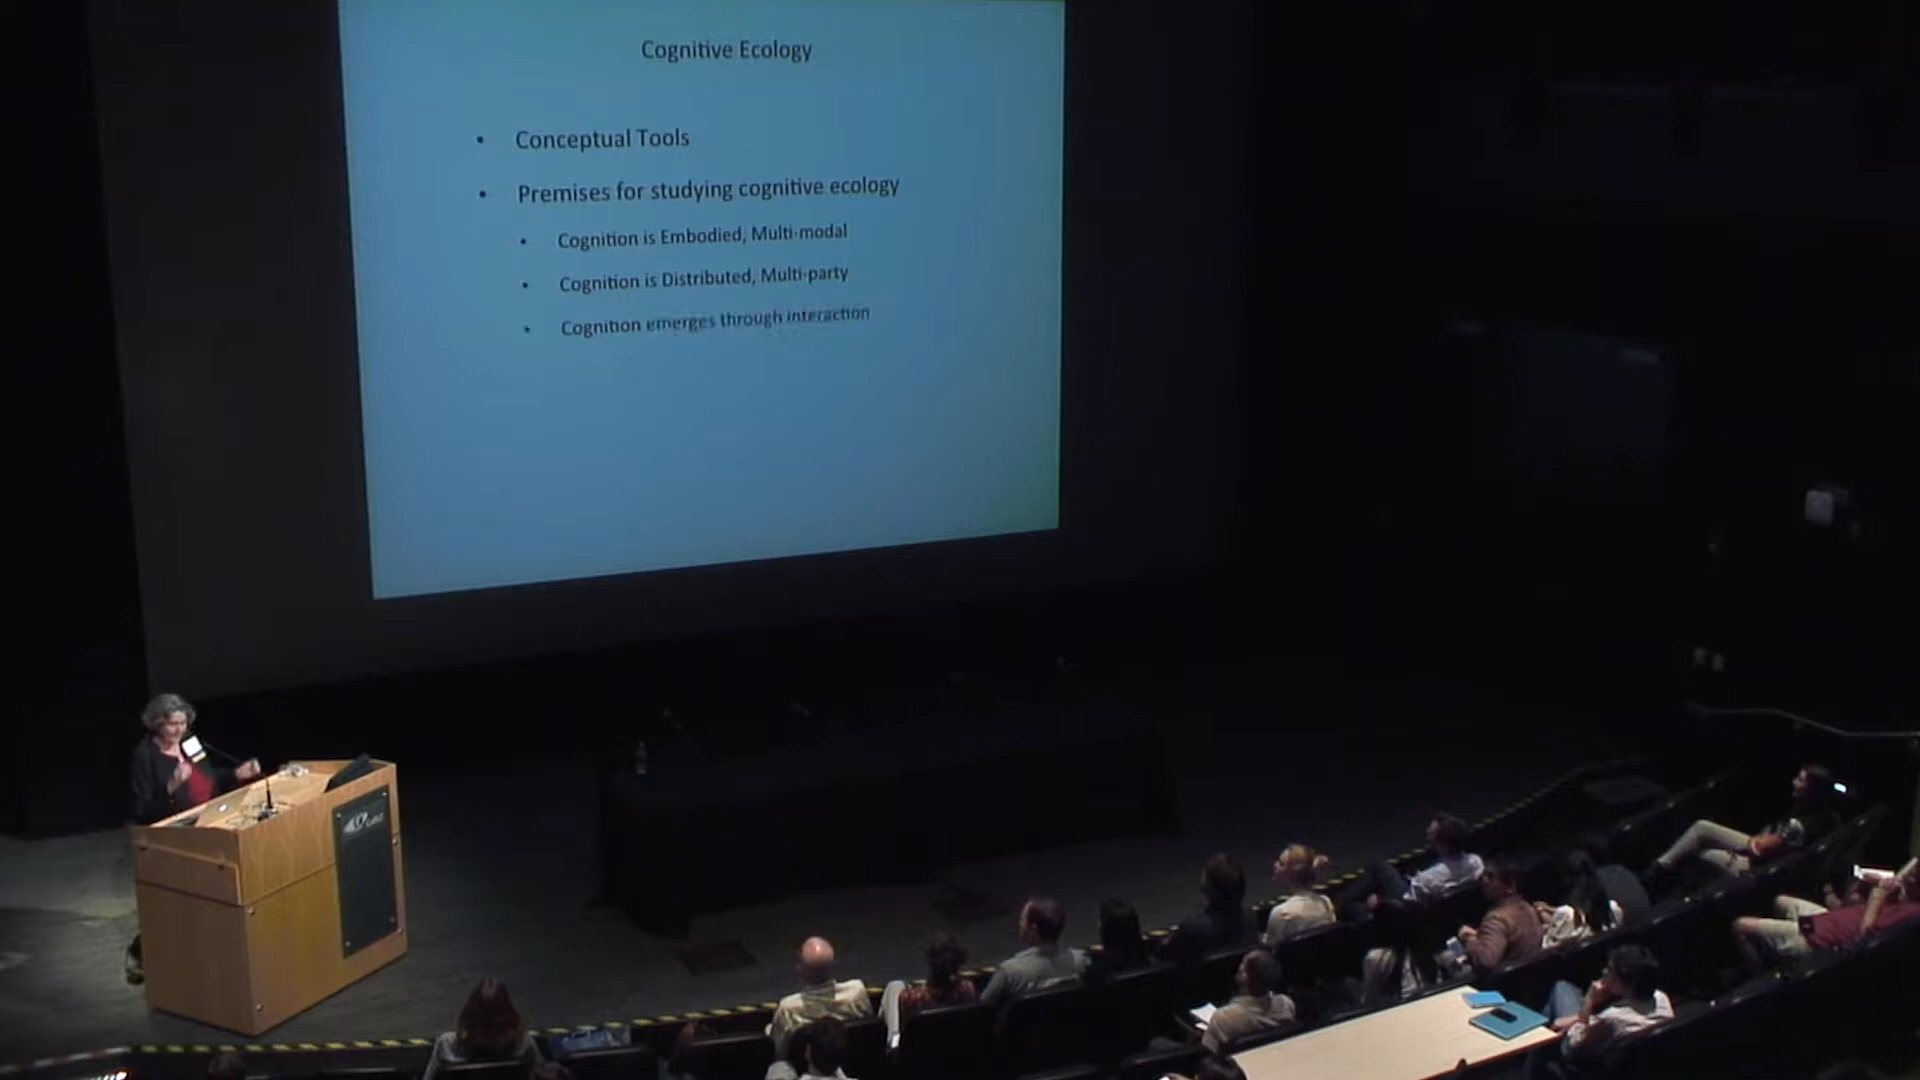 Cognitive Ecology
• Conceptual Tools
• Premises for studying cognitive ecology
• Cognition is Embodied, Multi-modal
• Cognition is Distributed, Multi-party
• Cognition emerges through interaction